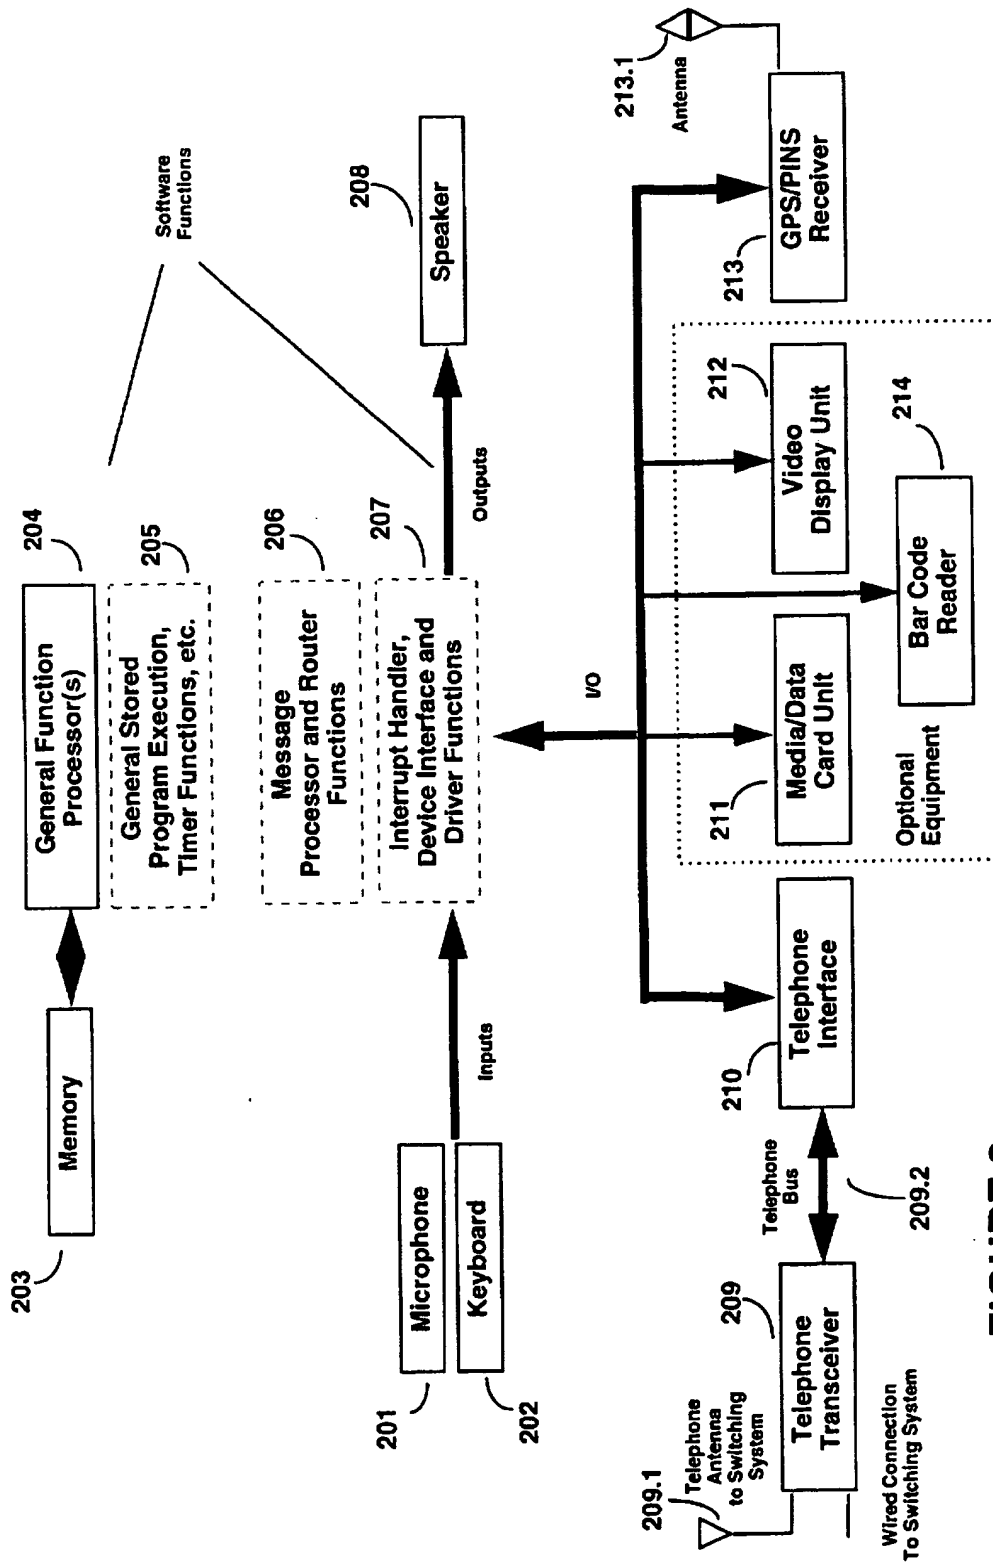 203
Memory
204
General Function
Processor(s)
205
General Stored
Program Execution,
Timer Functions, etc.
Software
Functions
206
Message
Processor and Router
Functions
207
Interrupt Handler,
Device Interface and
Driver Functions
201
Microphone
Keyboard
202
Inputs
Outputs
208
Speaker
I/O
209.1
Telephone
Antenna
to Switching
System
209
Telephone
Transceiver
Wired Connection
To Switching System
Telephone
Bus
209.2
210
Telephone
Interface
211
Media/Data
Card Unit
Optional
Equipment
212
Video
Display Unit
214
Bar Code
Reader
213
GPS/PINS
Receiver
213.1
Antenna